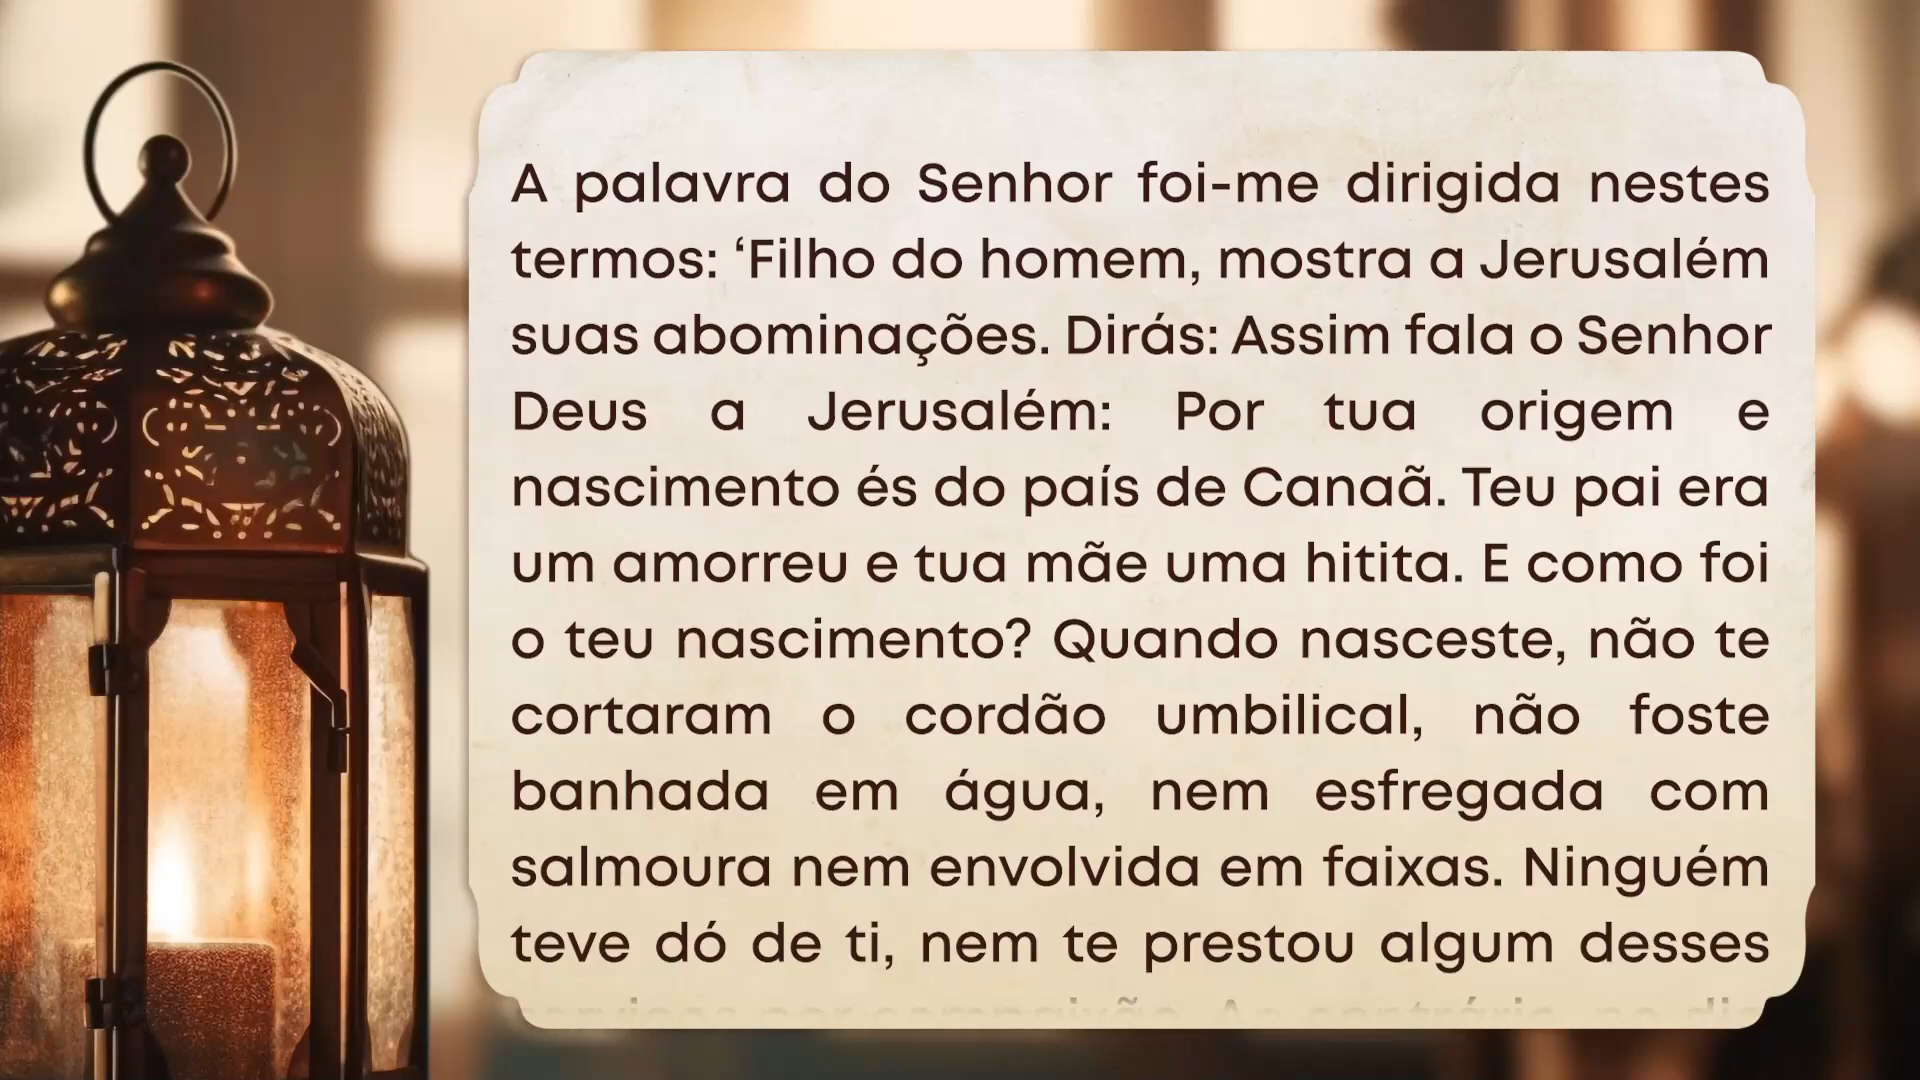 A palavra do Senhor foi-me dirigida nestes
termos: ‘Filho do homem, mostra a Jerusalém
suas abominações. Dirás: Assim fala o Senhor
Deus a Jerusalém: Por tua origem e
nascimento és do país de Canaã. Teu pai era
um amorreu e tua mãe uma hitita. E como foi
o teu nascimento? Quando nasceste, não te
cortaram o cordão umbilical, não foste
banhada em água, nem esfregada com
salmoura nem envolvida em faixas. Ninguém
teve dó de ti, nem te prestou algum desses